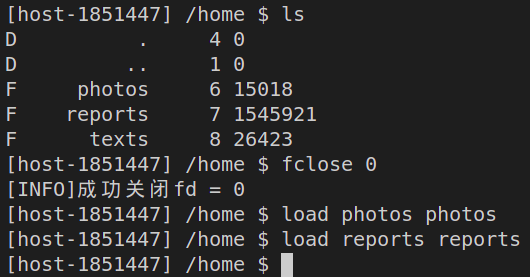 [host-1851447] /home $ ls
D . 4 0
D .. 1 0
F photos 6 15018
F reports 7 1545921
F texts 8 26423
[host-1851447] /home $ fclose 0
[INFO]成功关闭fd = 0
[host-1851447] /home $ load photos photos
[host-1851447] /home $ load reports reports
[host-1851447] /home $